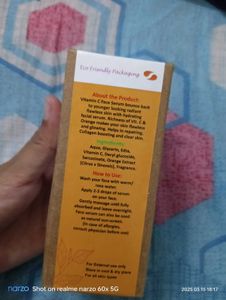 Eco Friendly Packaging
About the Product:
Vitamin C Face Serum bounce back
to younger looking radiant
flawless skin with hydrating
facial serum. Richness of Vit. C &
Orange makes your skin flawless
and glowing. Helps in repairing
Collagen boosting and clear skin.
Ingredients:
Aqua, Glycerin, Edta,
Vitamin C, Decyl glucoside,
Sarcosinate, Orange Extract
(Citrus x Sinensis), fragrance.
How to Use:
Wash your face with warm/
rose water.
Apply 2-3 drops of serum
on your face.
Gently massage until fully
absorbed and leave overnight.
Face serum can also be used
as natural sun-screen.
(In case of allergies,
consult physician before use)
For External use only
Store in cool & dry place
For all skin types
narzo
Shot on realme narzo 60x 5G
2025.03.15 18:17